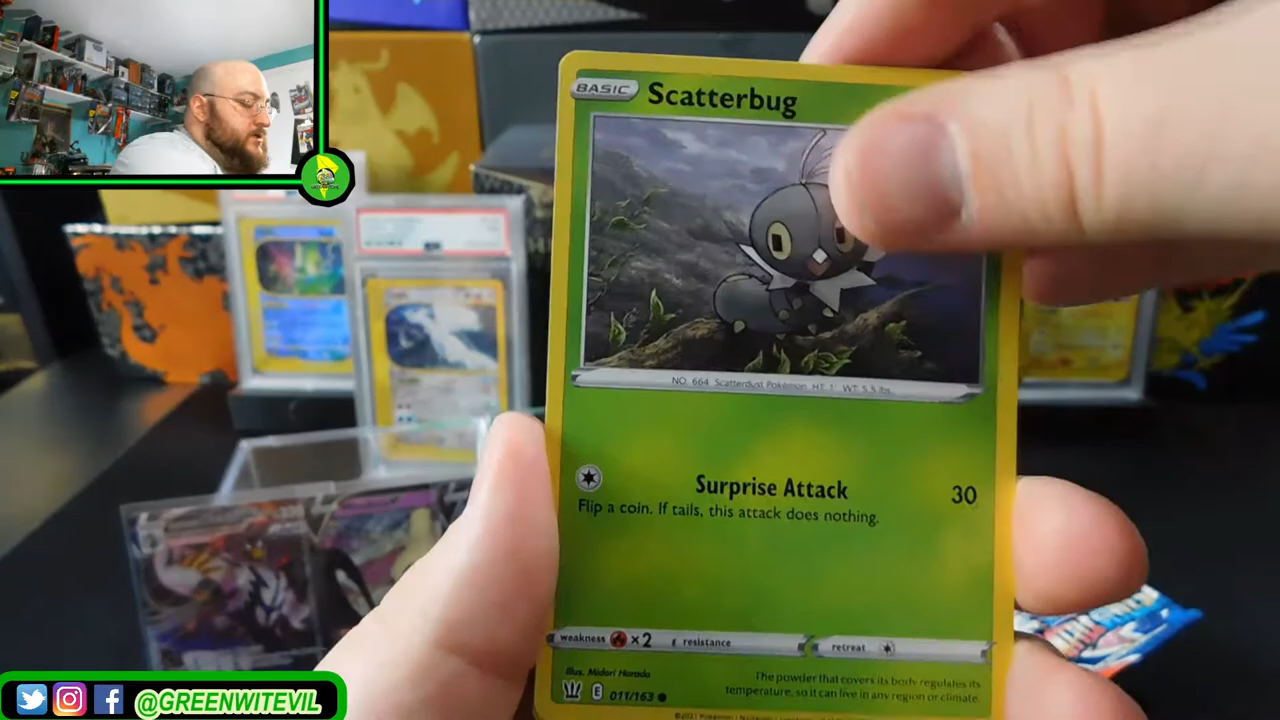 BASIC Scatterbug
NO. 664 Scatterdust Pokémon HT: 1' WT: 5.5 lbs.
Surprise Attack 30
Flip a coin. If tails, this attack does nothing.
weakness ×2 resistance retreat
Illus. Midori Harada
E 011/163
The powder that covers its body regulates its
temperature, so it can live in any region or climate.
@GREENWITEVIL